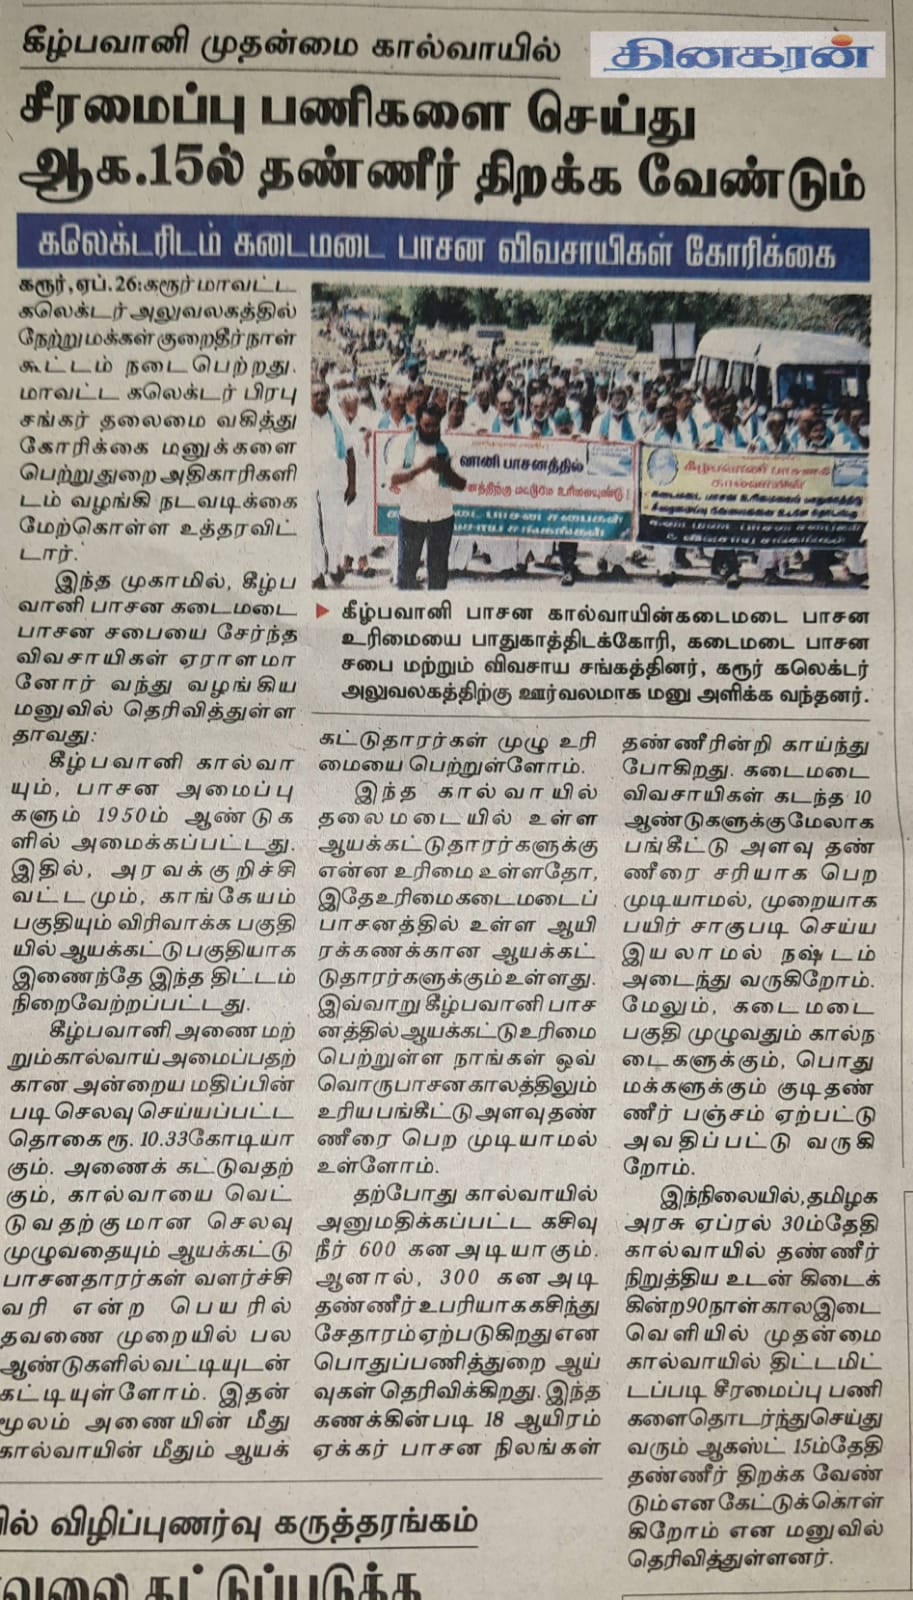 கீழ்பவானி முதன்மை கால்வாயில்
தினகரன்
சீரமைப்பு பணிகளை செய்து
ஆக.15ல் தண்ணீர் திறக்க வேண்டும்
கலெக்டரிடம் கடைமடை பாசன விவசாயிகள் கோரிக்கை
கரூர், ஏப். 26: கரூர் மாவட்ட
கலெக்டர் அலுவலகத்தில்
நேற்று மக்கள் குறைதீர் நாள்
கூட்டம் நடைபெற்றது.
மாவட்ட கலெக்டர் பிரபு
சங்கர் தலைமை வகித்து
கோரிக்கை மனுக்களை
பெற்று துறை அதிகாரிகளி
டம் வழங்கி நடவடிக்கை
மேற்கொள்ள உத்தரவிட்
டார்.
இந்த முகாமில், கீழ்ப
வானி பாசன கடைமடை
பாசன சபையை சேர்ந்த
விவசாயிகள் ஏராளமா
னோர் வந்து வழங்கிய
மனுவில் தெரிவித்துள்ள
தாவது:
கீழ்பவானி கால்வா
யும், பாசன அமைப்பு
களும் 1950ம் ஆண்டுக
ளில் அமைக்கப்பட்டது.
இதில், அரவக்குறிச்சி
வட்டமும், காங்கேயம்
பகுதியும் விரிவாக்க பகுதி
யில் ஆயக்கட்டு பகுதியாக
இணைந்தே இந்த திட்டம்
நிறைவேற்றப்பட்டது.
கீழ்பவானி அணை மற்
றும் கால்வாய் அமைப்பதற்
கான அன்றைய மதிப்பின்
படி செலவு செய்யப்பட்ட
தொகை ரூ. 10.33 கோடியா
கும். அணைக் கட்டுவதற்
கும், கால்வாயை வெட்
டுவதற்குமான செலவு
முழுவதையும் ஆயக்கட்டு
பாசனதாரர்கள் வளர்ச்சி
வரி என்ற பெயரில்
தவணை முறையில் பல
ஆண்டுகளில் வட்டியுடன்
கட்டியுள்ளோம். இதன்
மூலம் அணையின் மீது
கால்வாயின் மீதும் ஆயக்
வானி பாசனத்தில்
கீழ்பவானி பாசனக்
கால்வாயின்
டை பாசன சபைகள்
வசாய சங்கங்கள்
கீழ்பவானி பாசன கால்வாயின்கடைமடை பாசன
உரிமையை பாதுகாத்திடக்கோரி, கடைமடை பாசன
சபை மற்றும் விவசாய சங்கத்தினர், கரூர் கலெக்டர்
அலுவலகத்திற்கு ஊர்வலமாக மனு அளிக்க வந்தனர்.
கட்டுதாரர்கள் முழு உரி
மையை பெற்றுள்ளோம்.
இந்த கால்வாயில்
தலைமடையில் உள்ள
ஆயக்கட்டுதாரர்களுக்கு
என்ன உரிமை உள்ளதோ,
இதே உரிமை கடைமடைப்
பாசனத்தில் உள்ள ஆயி
ரக்கணக்கான ஆயக்கட்
டுதாரர்களுக்கும் உள்ளது.
இவ்வாறு கீழ்பவானி பாச
னத்தில் ஆயக்கட்டு உரிமை
பெற்றுள்ள நாங்கள் ஒவ்
வொரு பாசன காலத்திலும்
உரிய பங்கீட்டு அளவு தண்
ணீரை பெற முடியாமல்
உள்ளோம்.
தற்போது கால்வாயில்
அனுமதிக்கப்பட்ட கசிவு
நீர் 600 கன அடியாகும்.
ஆனால், 300 கன அடி
தண்ணீர் உபரியாக கசிந்து
சேதாரம் ஏற்படுகிறது என
பொதுப்பணித்துறை ஆய்
வுகள் தெரிவிக்கிறது. இந்த
கணக்கின்படி 18 ஆயிரம்
ஏக்கர் பாசன நிலங்கள்
தண்ணீரின்றி காய்ந்து
போகிறது. கடைமடை
விவசாயிகள் கடந்த 10
ஆண்டுகளுக்குமேலாக
பங்கீட்டு அளவு தண்
ணீரை சரியாக பெற
முடியாமல், முறையாக
பயிர் சாகுபடி செய்ய
இயலாமல் நஷ்டம்
அடைந்து வருகிறோம்.
மேலும், கடைமடை
பகுதி முழுவதும் கால்ந
டைகளுக்கும், பொது
மக்களுக்கும் குடிதண்
ணீர் பஞ்சம் ஏற்பட்டு
அவதிப்பட்டு வருகி
றோம்.
இந்நிலையில், தமிழக
அரசு ஏப்ரல் 30ம்தேதி
கால்வாயில் தண்ணீர்
நிறுத்திய உடன் கிடைக்
கின்ற 90 நாள் கால இடை
வெளியில் முதன்மை
கால்வாயில் திட்டமிட்
டப்படி சீரமைப்பு பணி
களை தொடர்ந்து செய்து
வரும் ஆகஸ்ட் 15ம்தேதி
தண்ணீர் திறக்க வேண்
டும் என கேட்டுக்கொள்
கிறோம் என மனுவில்
தெரிவித்துள்ளனர்.
யில் விழிப்புணர்வு கருத்தரங்கம்